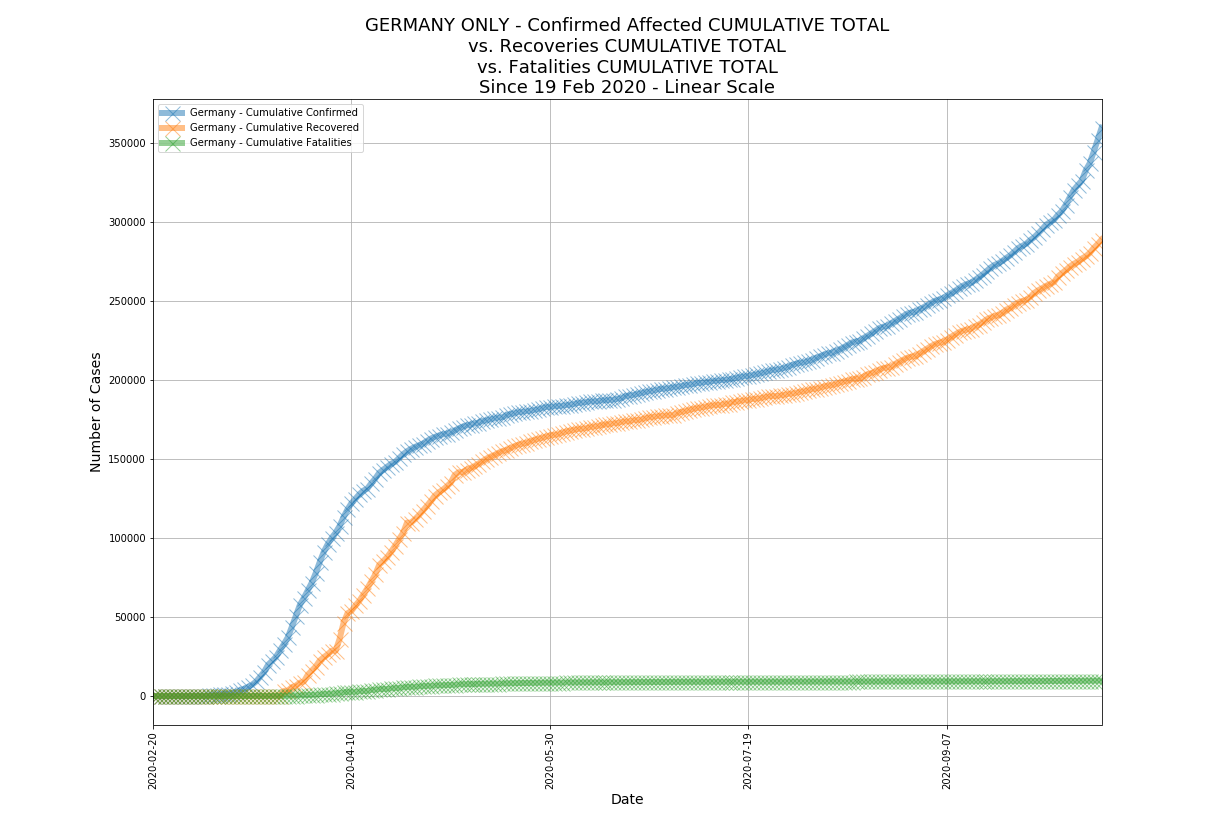 GERMANY ONLY - Confirmed Affected CUMULATIVE TOTAL
vs. Recoveries CUMULATIVE TOTAL
vs. Fatalities CUMULATIVE TOTAL
Since 19 Feb 2020 - Linear Scale
Germany - Cumulative Confirmed
Germany - Cumulative Recovered
Germany - Cumulative Fatalities
Number of Cases
350000
300000
250000
200000
150000
100000
50000
0
2020-02-20
2020-04-10
2020-05-30
2020-07-19
2020-09-07
Date